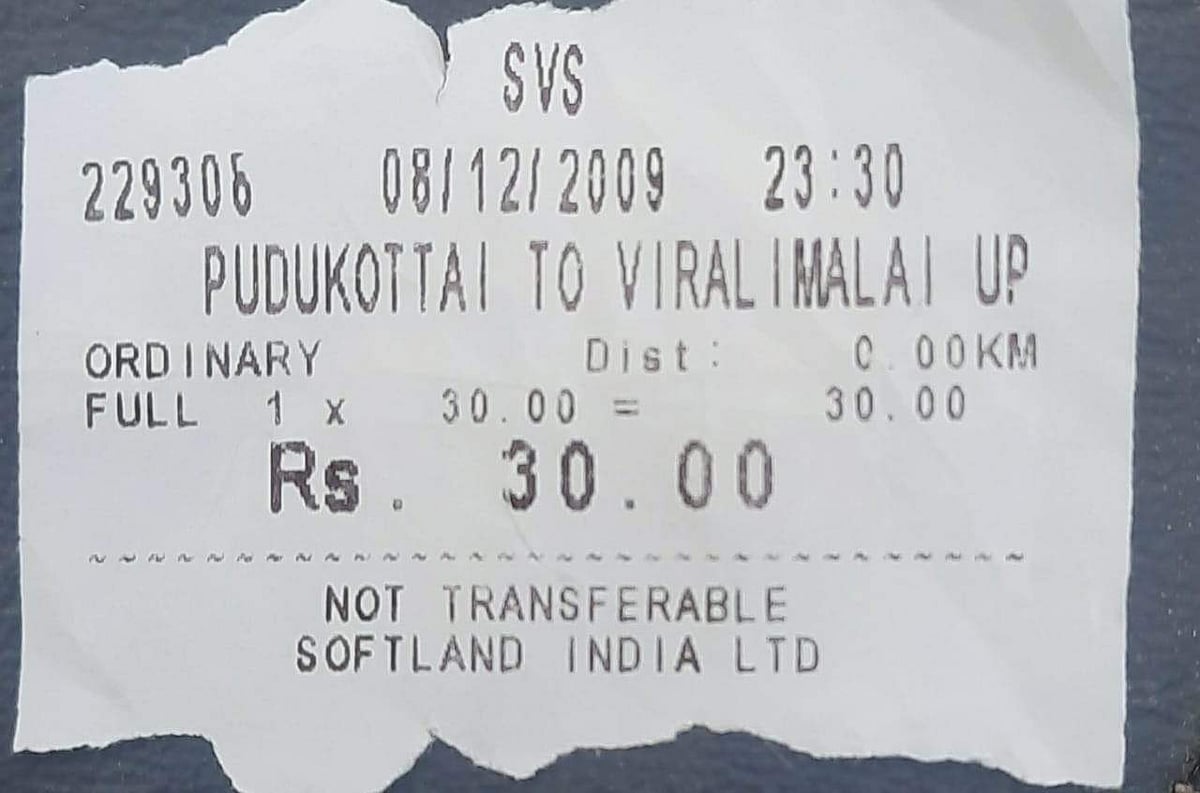 SVS
229306 08/12/2009 23:30
PUDUKOTTAI TO VIRALIMALAI UP
ORDINARY Dist: 0.00KM
FULL 1 x 30.00 = 30.00
Rs. 30.00
~~~~~~~~~~~~~~~~~~~~~~~~~~~~~~~~
NOT TRANSFERABLE
SOFTLAND INDIA LTD